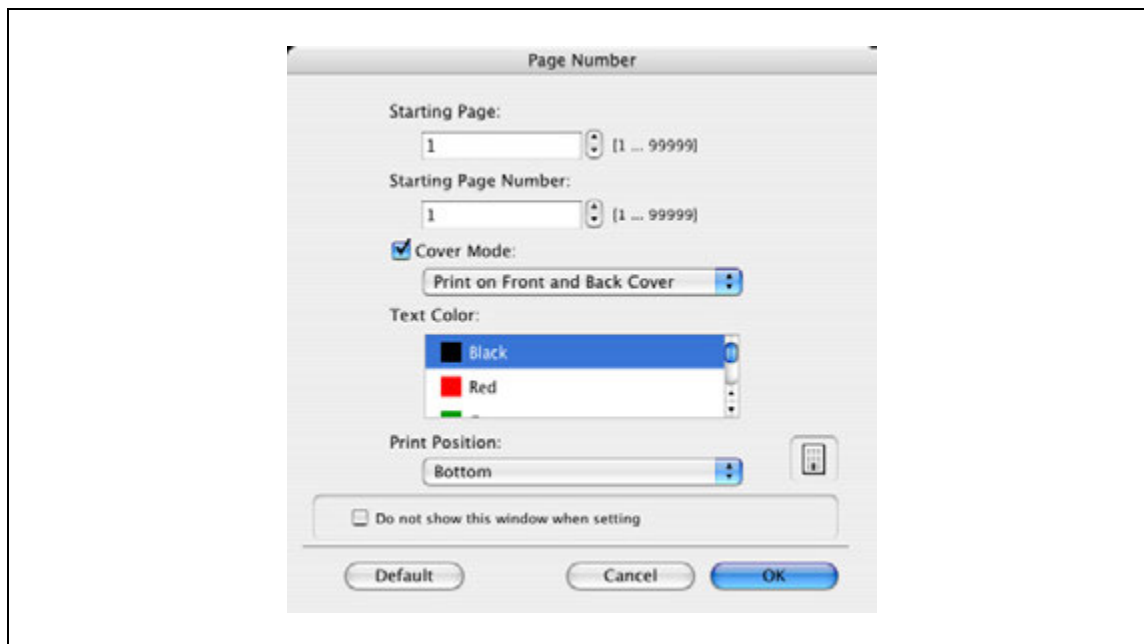 Page Number
Starting Page:
1 [1 ... 99999]
Starting Page Number:
1 [1 ... 99999]
Cover Mode:
Print on Front and Back Cover
Text Color:
Black
Red
Print Position:
Bottom
Do not show this window when setting
Default Cancel OK